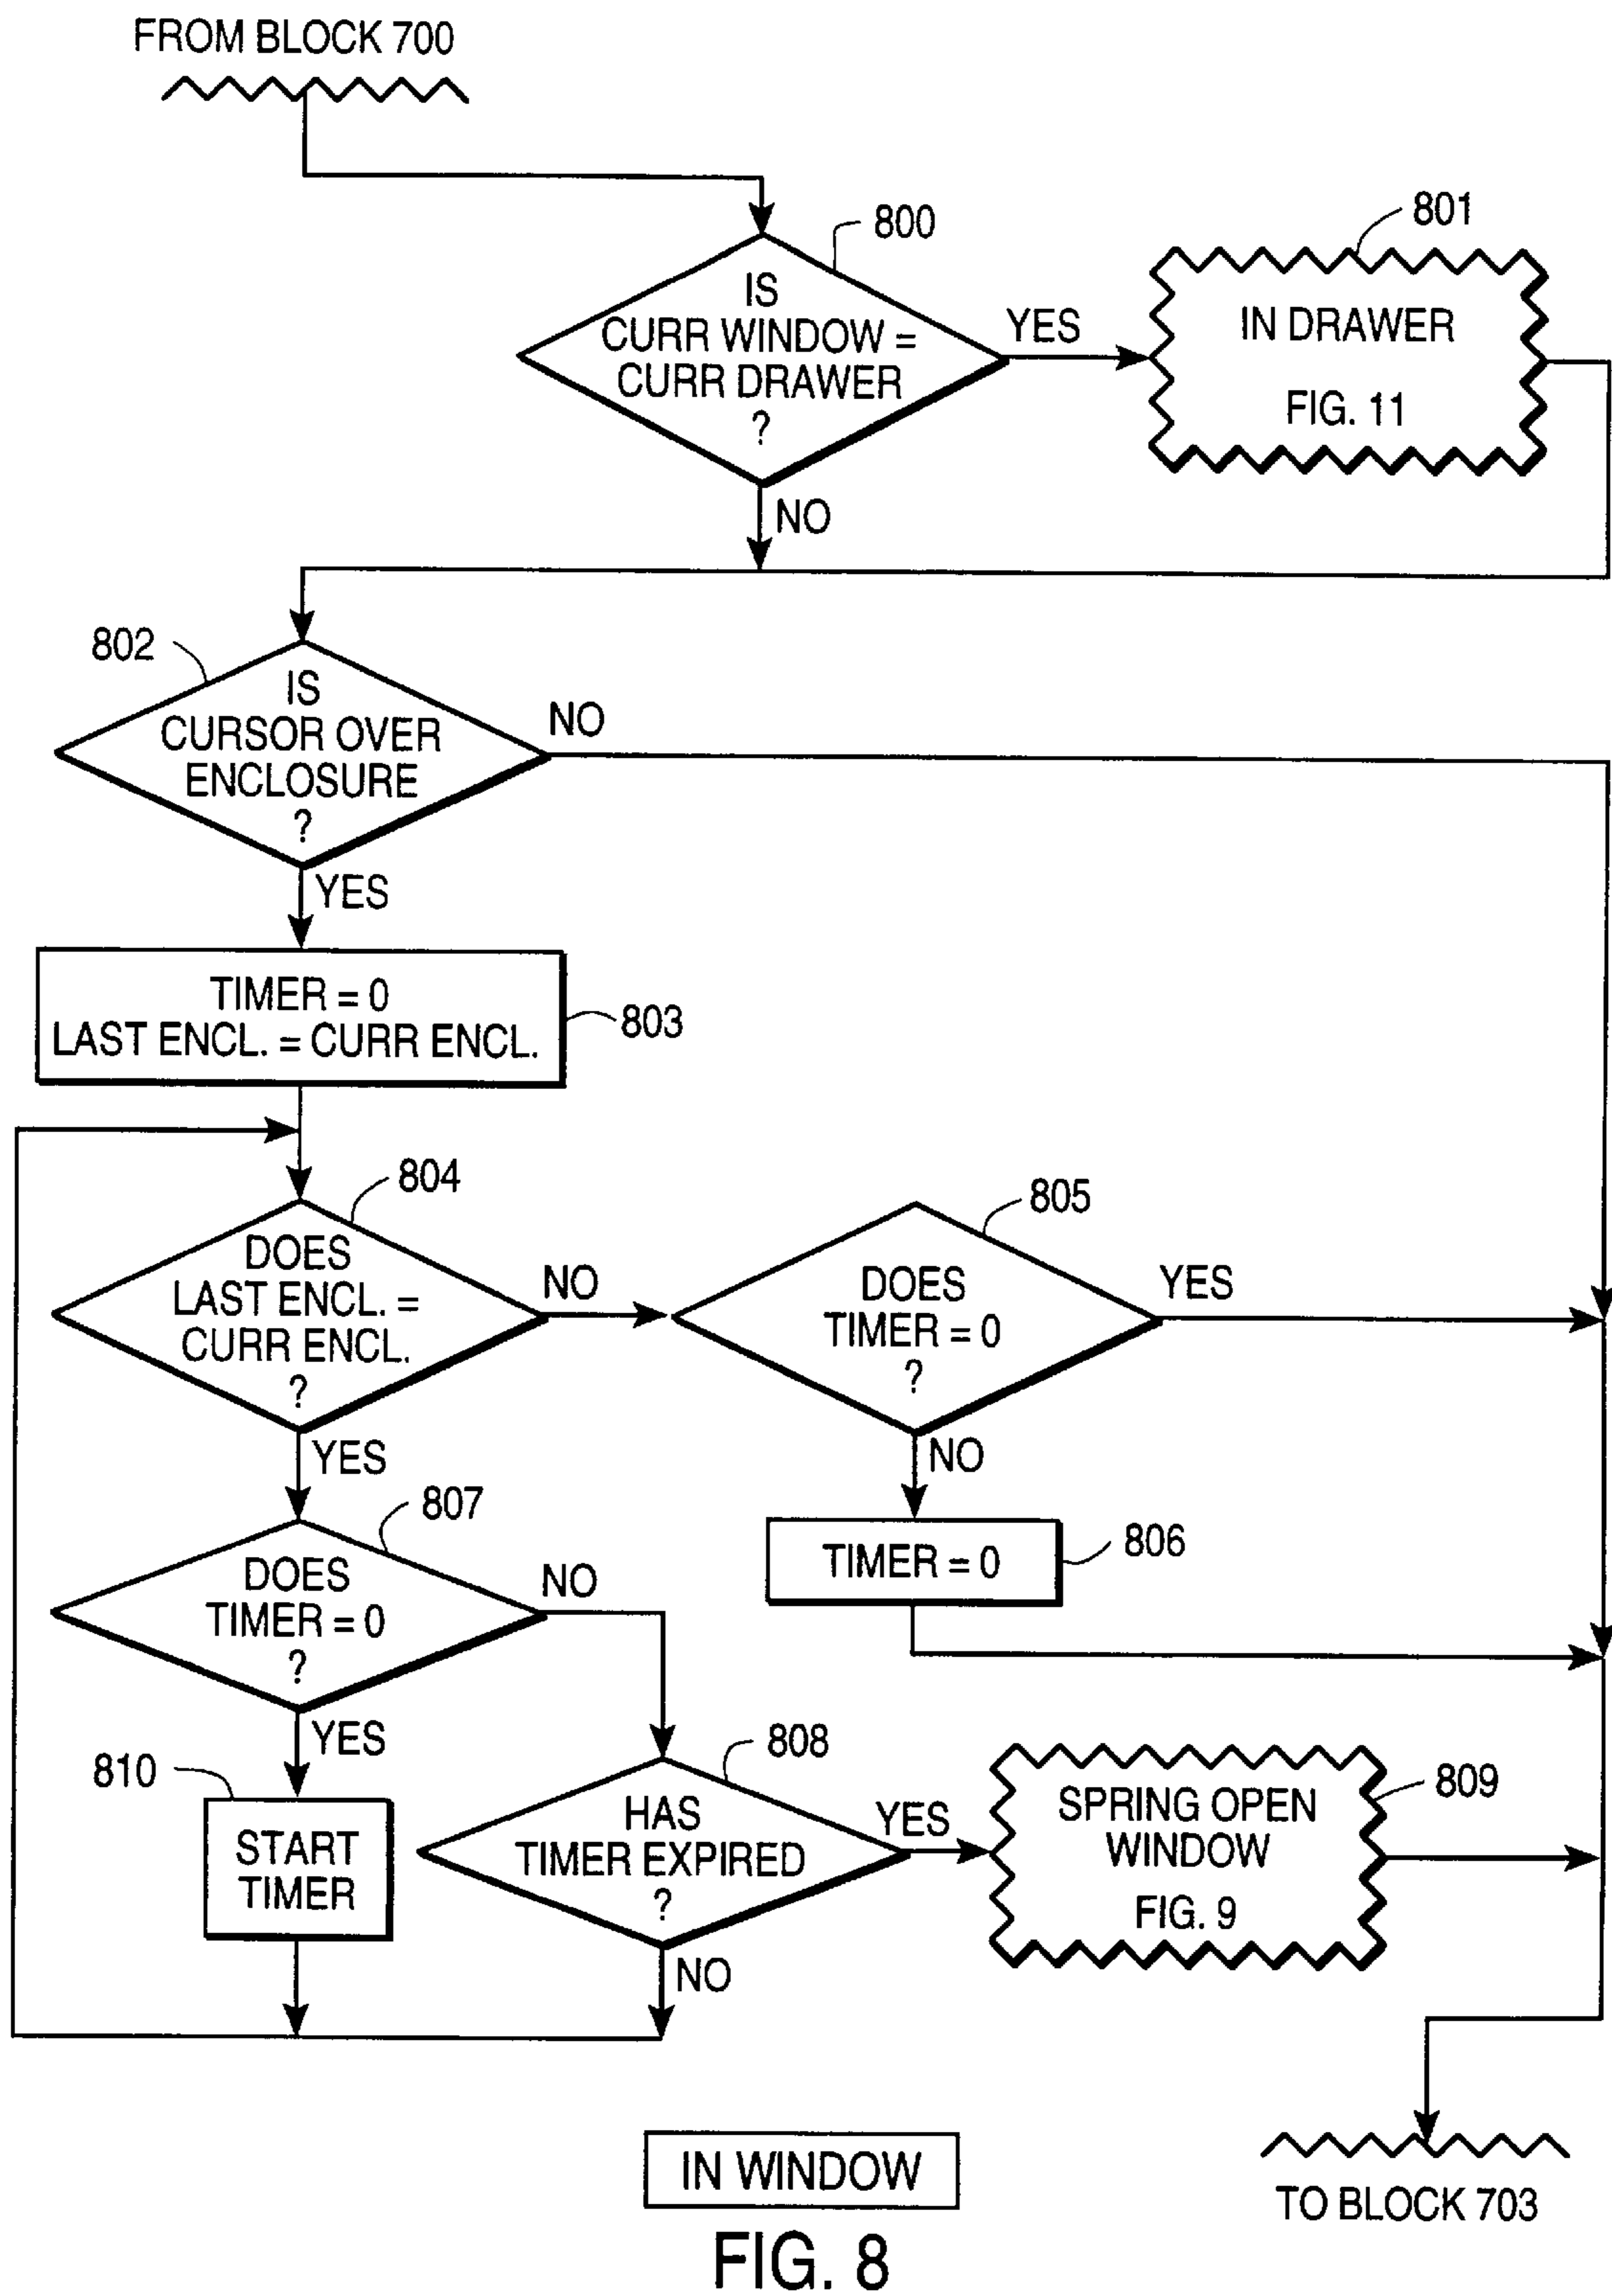 FROM BLOCK 700
800
IS
CURR WINDOW =
CURR DRAWER
?
YES
801
IN DRAWER
FIG. 11
NO
802
IS
CURSOR OVER
ENCLOSURE
?
NO
YES
TIMER = 0
LAST ENCL. = CURR ENCL.
803
804
DOES
LAST ENCL. =
CURR ENCL.
?
NO
805
DOES
TIMER = 0
?
YES
YES
NO
TIMER = 0
806
807
DOES
TIMER = 0
?
NO
YES
810
START
TIMER
808
HAS
TIMER EXPIRED
?
YES
809
SPRING OPEN
WINDOW
FIG. 9
NO
IN WINDOW
TO BLOCK 703
FIG. 8